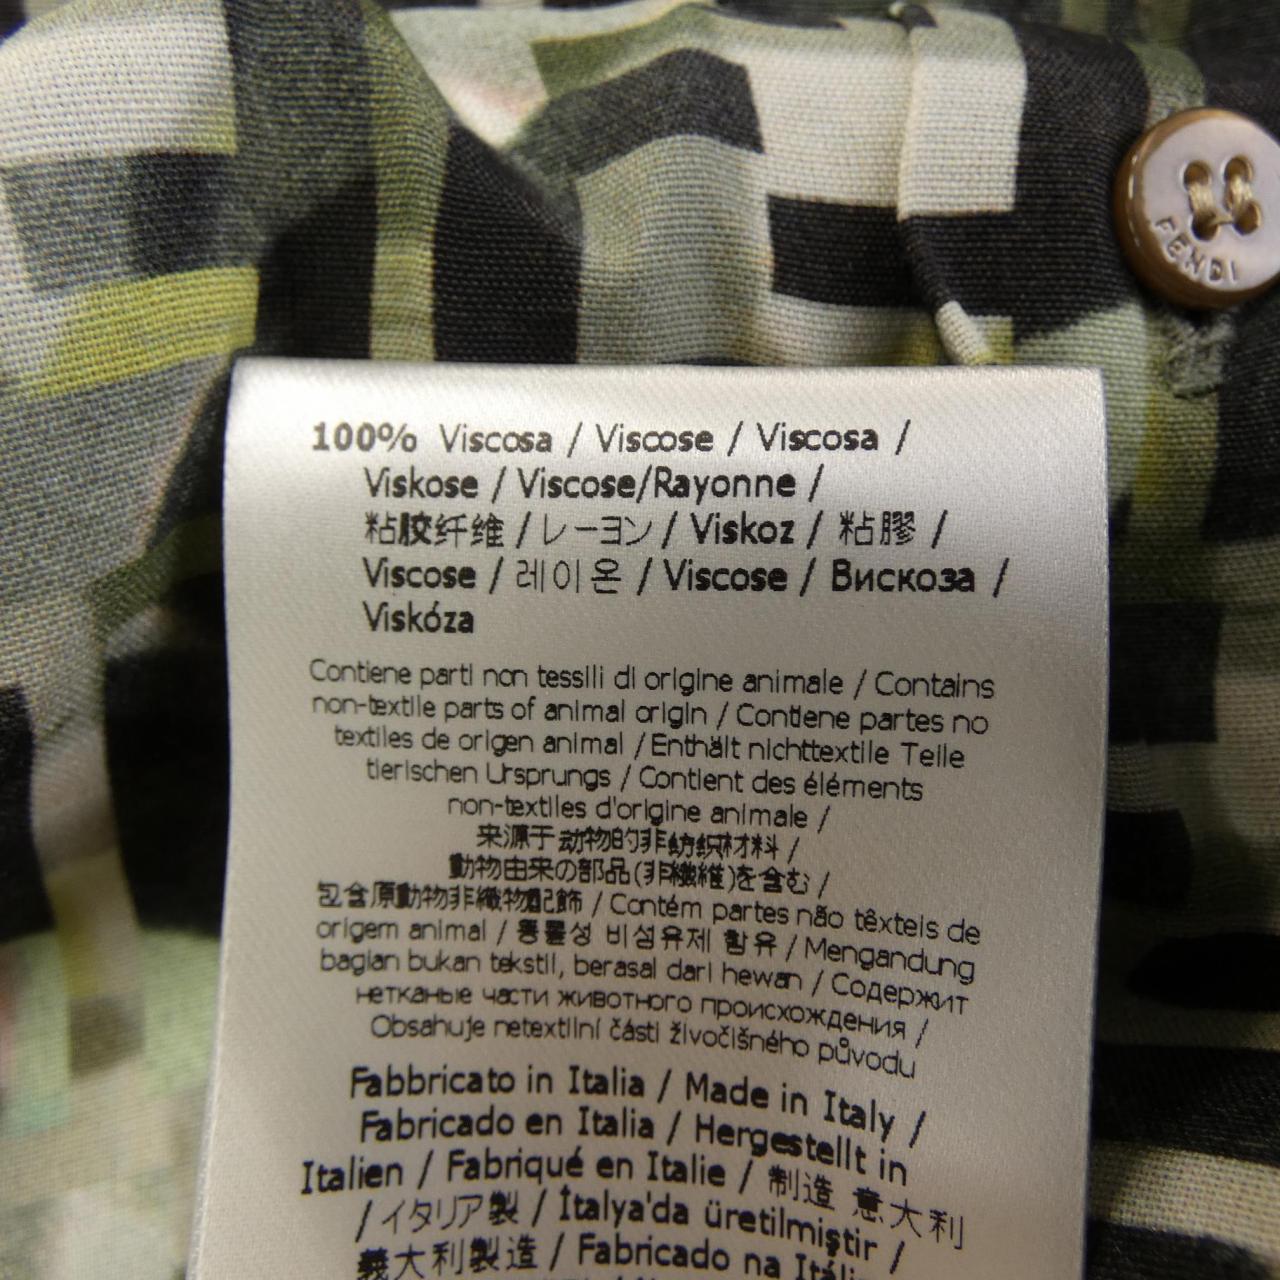 FENDI
100% Viscosa / Viscose / Viscosa /
Viskose / Viscose/Rayonne /
粘胶纤维 / レーヨン / Viskoz / 粘膠 /
Viscose / 레이온 / Viscose / Вискоза /
Viskóza
Contiene parti non tessili di origine animale / Contains
non-textile parts of animal origin / Contiene partes no
textiles de origen animal / Enthält nichttextile Teile
tierischen Ursprungs / Contient des éléments
non-textiles d'origine animale /
来源于动物的非纺织材料 /
動物由来の部品(非繊維)を含む /
包含原動物非織物配飾 / Contém partes não têxteis de
origem animal / 동물성 비섬유제 함유 / Mengandung
bagian bukan tekstil, berasal dari hewan / Содержит
нетканые части животного происхождения /
Obsahuje netextilní části živočišného původu
Fabbricato in Italia / Made in Italy /
Fabricado en Italia / Hergestellt in
Italien / Fabriqué en Italie / 制造 意大利
/ イタリア製 / İtalya'da üretilmiştir /
義大利製造 / Fabricado na